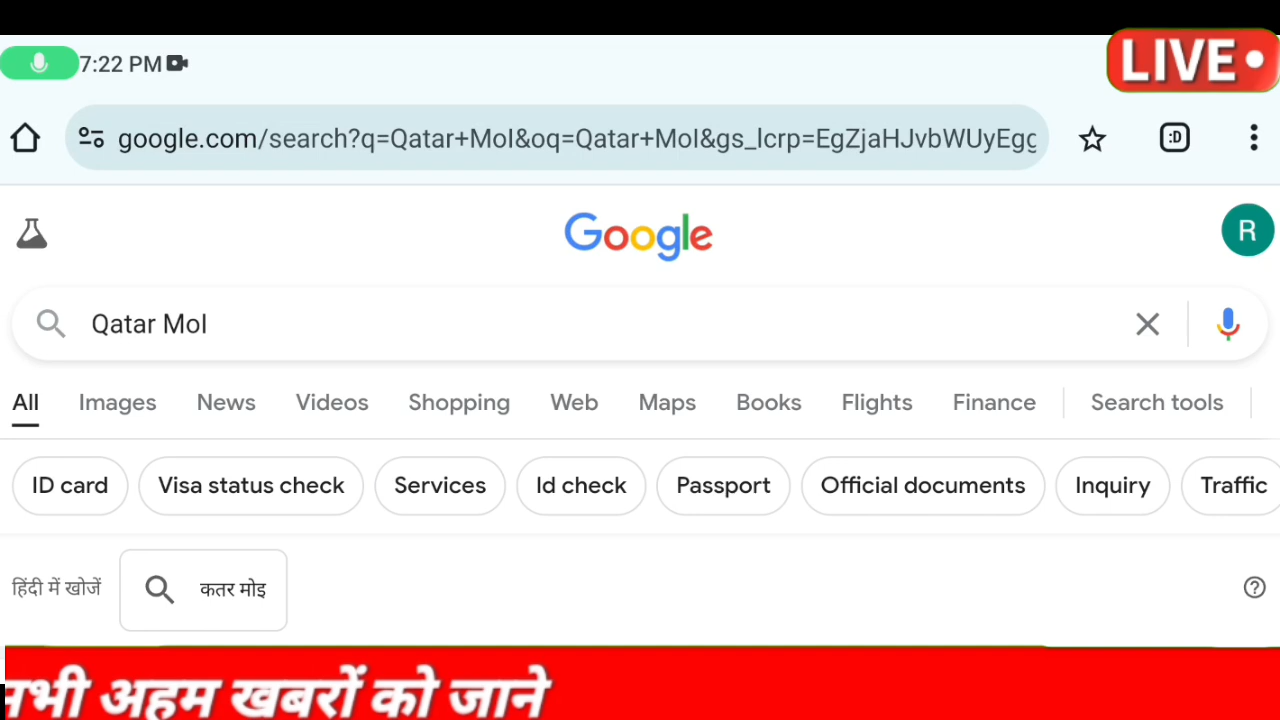 7:22 PM
LIVE
google.com/search?q=Qatar+MoI&oq=Qatar+MoI&gs_lcrp=EgZjaHJvbWUyEgg
:D
Google
R
Qatar MoI
All Images News Videos Shopping Web Maps Books Flights Finance Search tools
ID card Visa status check Services Id check Passport Official documents Inquiry Traffic
हिंदी में खोजें कतर मोइ
सभी अहम खबरों को जाने